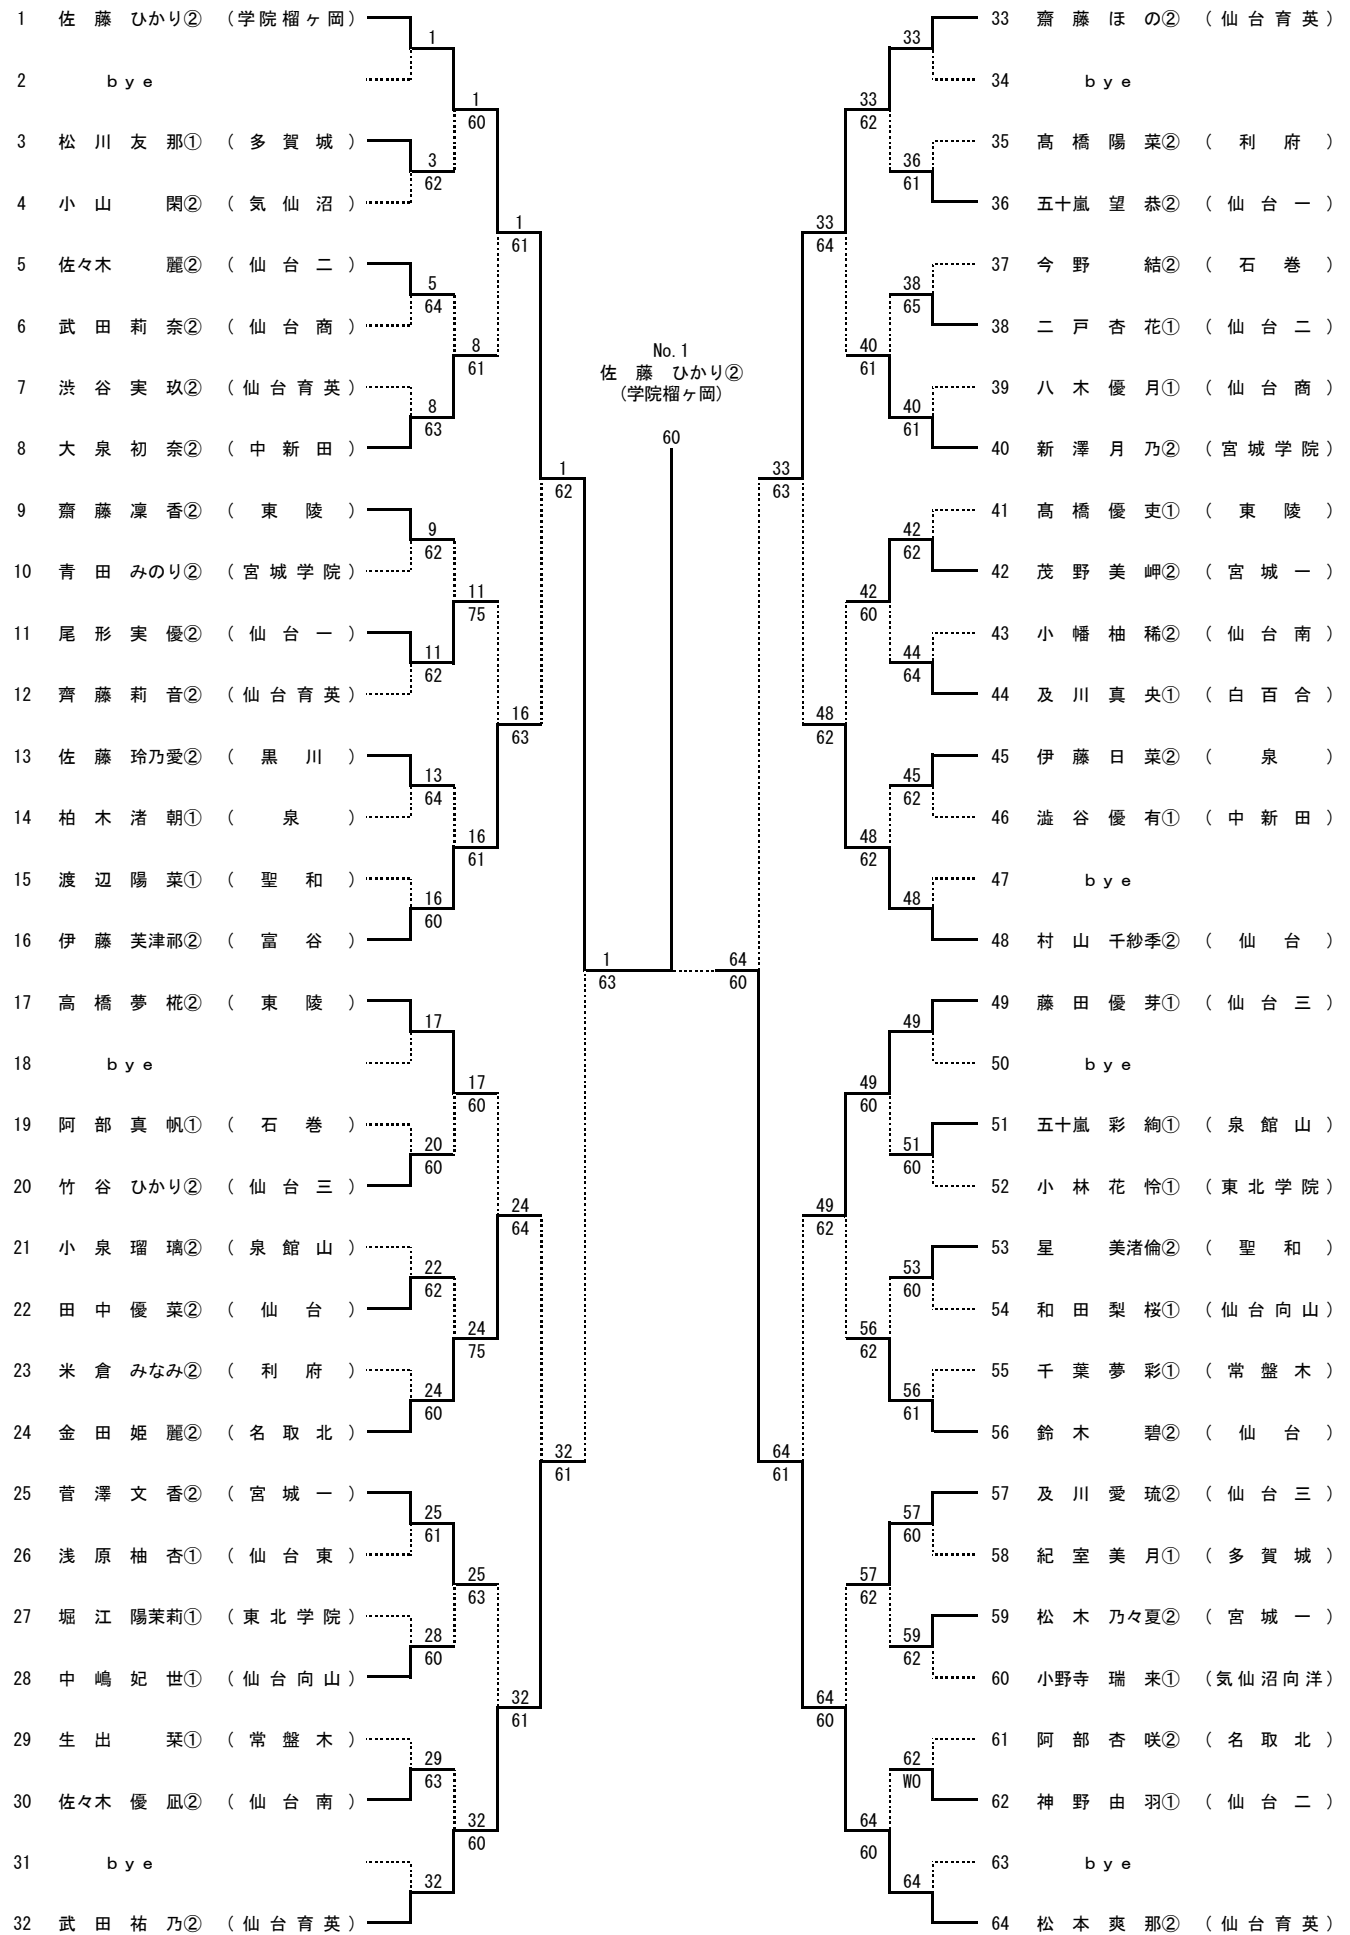 1 佐 藤 ひかり② (学院榴ヶ岡)
2 bye
3 松 川 友 那① ( 多 賀 城 )
4 小 山 閑② ( 気 仙 沼 )
5 佐々木 麗② ( 仙 台 二 )
6 武 田 莉 奈② ( 仙 台 商 )
7 渋 谷 実 玖② ( 仙 台 育 英 )
8 大 泉 初 奈② ( 中 新 田 )
9 齋 藤 凜 香② ( 東 陵 )
10 青 田 みのり② ( 宮 城 学 院 )
11 尾 形 実 優② ( 仙 台 一 )
12 齊 藤 莉 音② ( 仙 台 育 英 )
13 佐 藤 玲乃愛② ( 黒 川 )
14 柏 木 渚 朝① ( 泉 )
15 渡 辺 陽 菜① ( 聖 和 )
16 伊 藤 芙津祁② ( 富 谷 )
17 高 橋 夢 椛② ( 東 陵 )
18 bye
19 阿 部 真 帆① ( 石 巻 )
20 竹 谷 ひかり② ( 仙 台 三 )
21 小 泉 瑠 璃② ( 泉 館 山 )
22 田 中 優 菜② ( 仙 台 )
23 米 倉 みなみ② ( 利 府 )
24 金 田 姫 麗② ( 名 取 北 )
25 菅 澤 文 香② ( 宮 城 一 )
26 浅 原 柚 杏① ( 仙 台 東 )
27 堀 江 陽茉莉① ( 東 北 学 院 )
28 中 嶋 妃 世① ( 仙 台 向 山 )
29 生 出 栞① ( 常 盤 木 )
30 佐々木 優 凪② ( 仙 台 南 )
31 bye
32 武 田 祐 乃② ( 仙 台 育 英 )
1
3
62
5
64
8
63
9
62
11
62
13
64
16
60
17
20
60
22
62
24
60
25
61
28
60
29
63
32
1
60
8
61
11
75
16
61
17
60
24
75
25
63
32
60
1
61
16
63
24
64
32
61
1
62
32
61
1
63
No.1
佐 藤 ひかり②
(学院榴ヶ岡)
60
64
60
33
63
64
61
33
64
48
62
49
62
64
60
33
62
40
61
42
60
48
62
49
60
56
62
57
62
64
60
33
36
61
38
65
40
61
42
62
44
64
45
62
48
49
51
60
53
60
56
61
57
60
59
62
62
WO
64
33 齋 藤 ほ の② ( 仙 台 育 英 )
34 bye
35 髙 橋 陽 菜② ( 利 府 )
36 五十嵐 望 恭② ( 仙 台 一 )
37 今 野 結② ( 石 巻 )
38 二 戸 杏 花① ( 仙 台 二 )
39 八 木 優 月① ( 仙 台 商 )
40 新 澤 月 乃② ( 宮 城 学 院 )
41 髙 橋 優 吏① ( 東 陵 )
42 茂 野 美 岬② ( 宮 城 一 )
43 小 幡 柚 稀② ( 仙 台 南 )
44 及 川 真 央① ( 白 百 合 )
45 伊 藤 日 菜② ( 泉 )
46 澁 谷 優 有① ( 中 新 田 )
47 bye
48 村 山 千紗季② ( 仙 台 )
49 藤 田 優 芽① ( 仙 台 三 )
50 bye
51 五十嵐 彩 絢① ( 泉 館 山 )
52 小 林 花 怜① ( 東 北 学 院 )
53 星 美渚倫② ( 聖 和 )
54 和 田 梨 桜① ( 仙 台 向 山 )
55 千 葉 夢 彩① ( 常 盤 木 )
56 鈴 木 碧② ( 仙 台 )
57 及 川 愛 琉② ( 仙 台 三 )
58 紀 室 美 月① ( 多 賀 城 )
59 松 木 乃々夏② ( 宮 城 一 )
60 小野寺 瑞 来① (気仙沼向洋)
61 阿 部 杏 咲② ( 名 取 北 )
62 神 野 由 羽① ( 仙 台 二 )
63 bye
64 松 本 爽 那② ( 仙 台 育 英 )